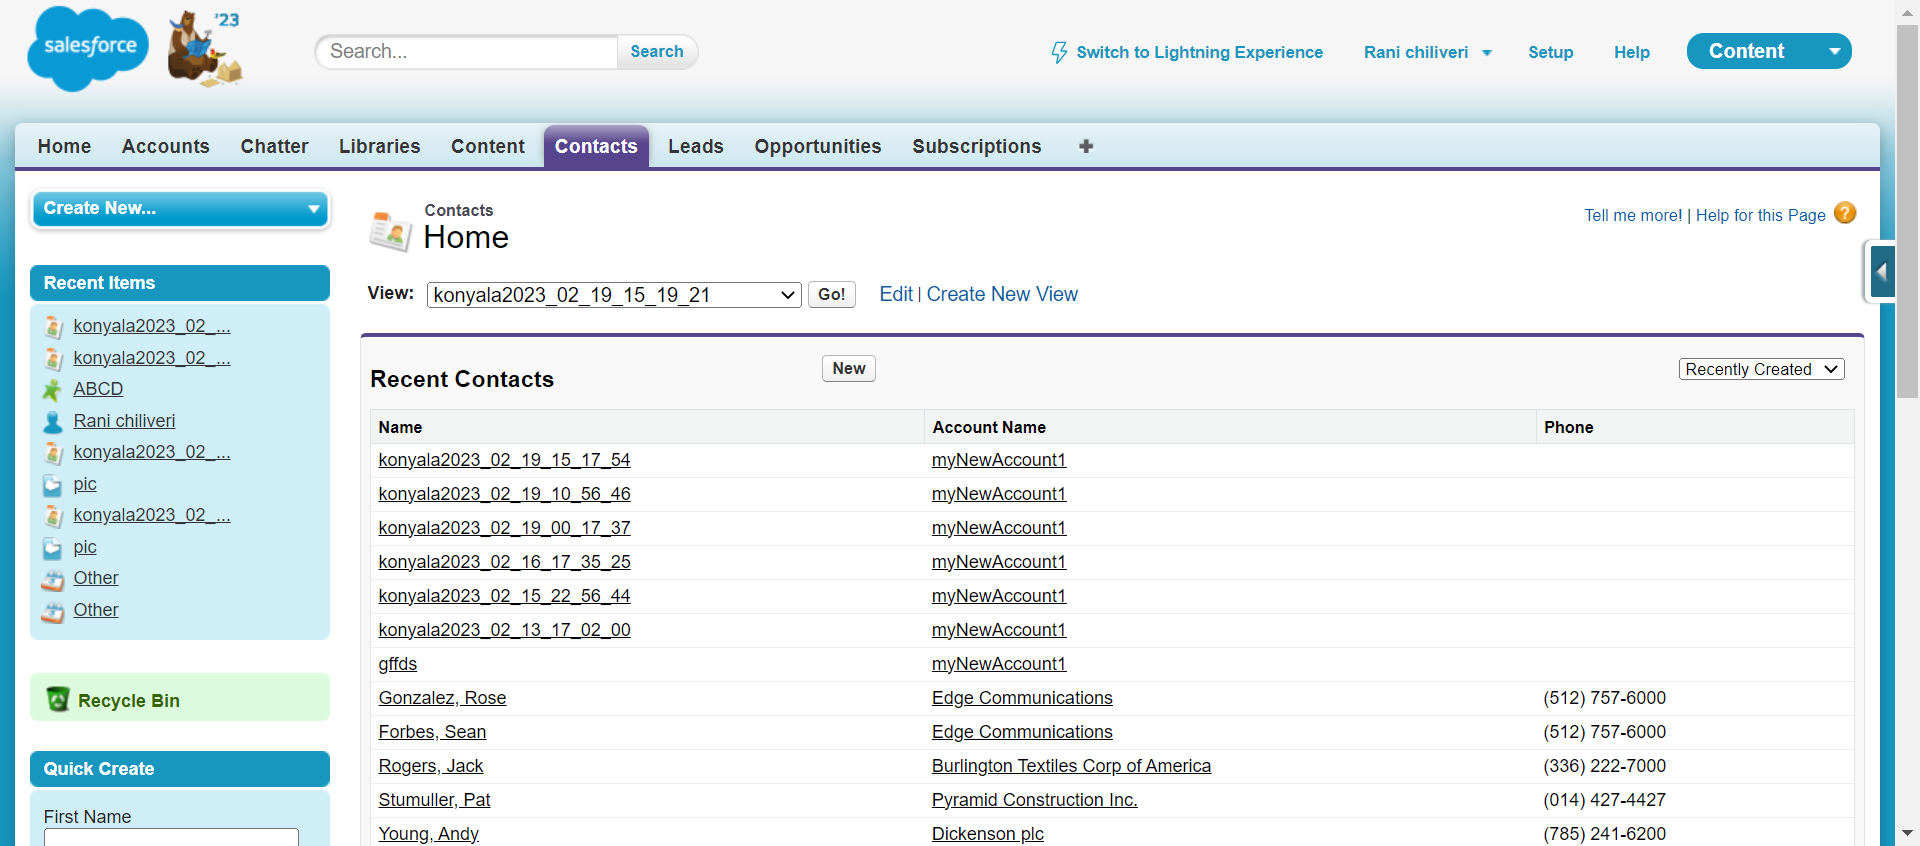 salesforce
'23
Search...
Search
Switch to Lightning Experience
Rani chiliveri
Setup
Help
Content
Home Accounts Chatter Libraries Content Contacts Leads Opportunities Subscriptions
Create New...
Recent Items
konyala2023_02_...
konyala2023_02_...
ABCD
Rani chiliveri
konyala2023_02_...
pic
konyala2023_02_...
pic
Other
Other
Recycle Bin
Quick Create
First Name
Contacts
Home
Tell me more! | Help for this Page
View: konyala2023_02_19_15_19_21 Go! Edit | Create New View
Recent Contacts New Recently Created
Name Account Name Phone
konyala2023_02_19_15_17_54 myNewAccount1
konyala2023_02_19_10_56_46 myNewAccount1
konyala2023_02_19_00_17_37 myNewAccount1
konyala2023_02_16_17_35_25 myNewAccount1
konyala2023_02_15_22_56_44 myNewAccount1
konyala2023_02_13_17_02_00 myNewAccount1
gffds myNewAccount1
Gonzalez, Rose Edge Communications (512) 757-6000
Forbes, Sean Edge Communications (512) 757-6000
Rogers, Jack Burlington Textiles Corp of America (336) 222-7000
Stumuller, Pat Pyramid Construction Inc. (014) 427-4427
Young, Andy Dickenson plc (785) 241-6200